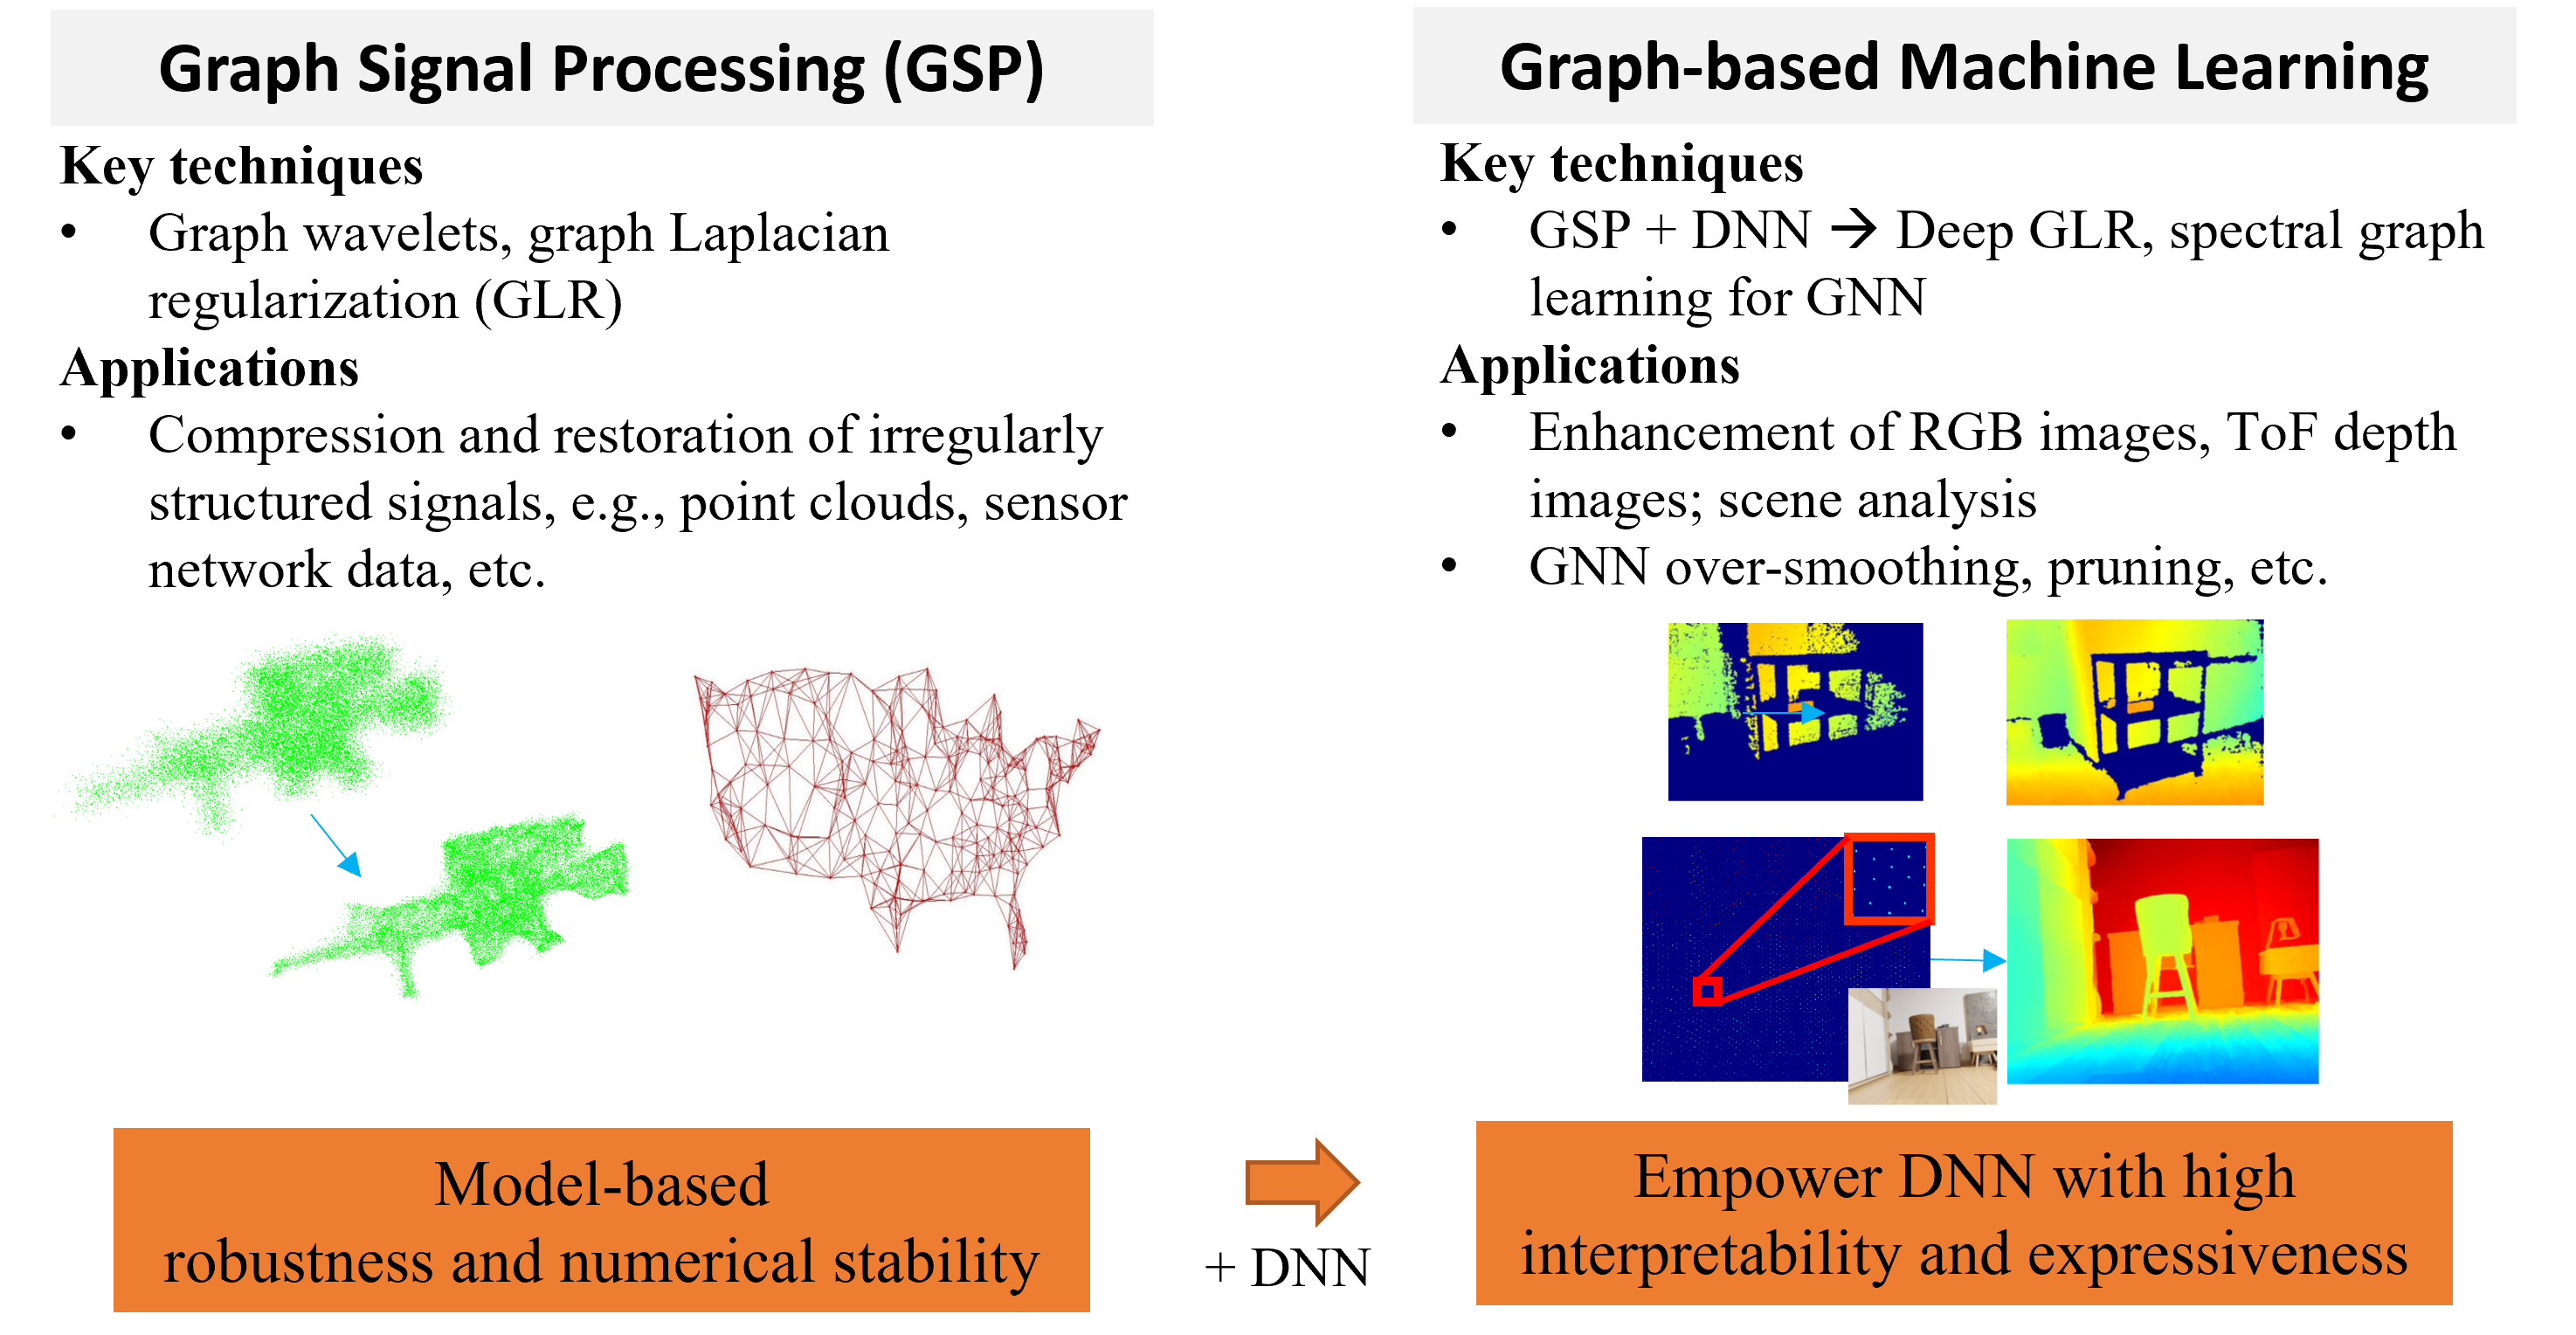 Graph Signal Processing (GSP)
Key techniques
• Graph wavelets, graph Laplacian
regularization (GLR)
Applications
• Compression and restoration of irregularly
structured signals, e.g., point clouds, sensor
network data, etc.
Model-based
robustness and numerical stability
+ DNN
Graph-based Machine Learning
Key techniques
• GSP + DNN → Deep GLR, spectral graph
learning for GNN
Applications
• Enhancement of RGB images, ToF depth
images; scene analysis
• GNN over-smoothing, pruning, etc.
Empower DNN with high
interpretability and expressiveness